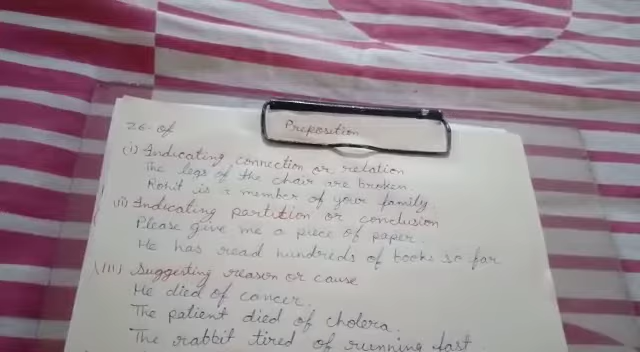 Preposition
26. of
(i) Indicating connection or relation
The legs of the chair are broken.
Rohit is a member of your family.
(ii) Indicating partition or conclusion
Please give me a piece of paper.
He has read hundreds of books so far
(III) Suggesting reason or cause
He died of cancer.
The patient died of cholera.
The rabbit tired of running fast.